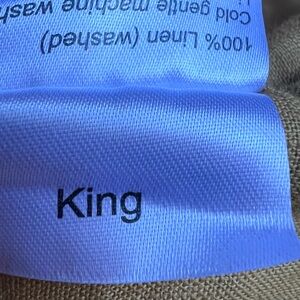 100% Linen (washed)
Cold gentle machine wash
King